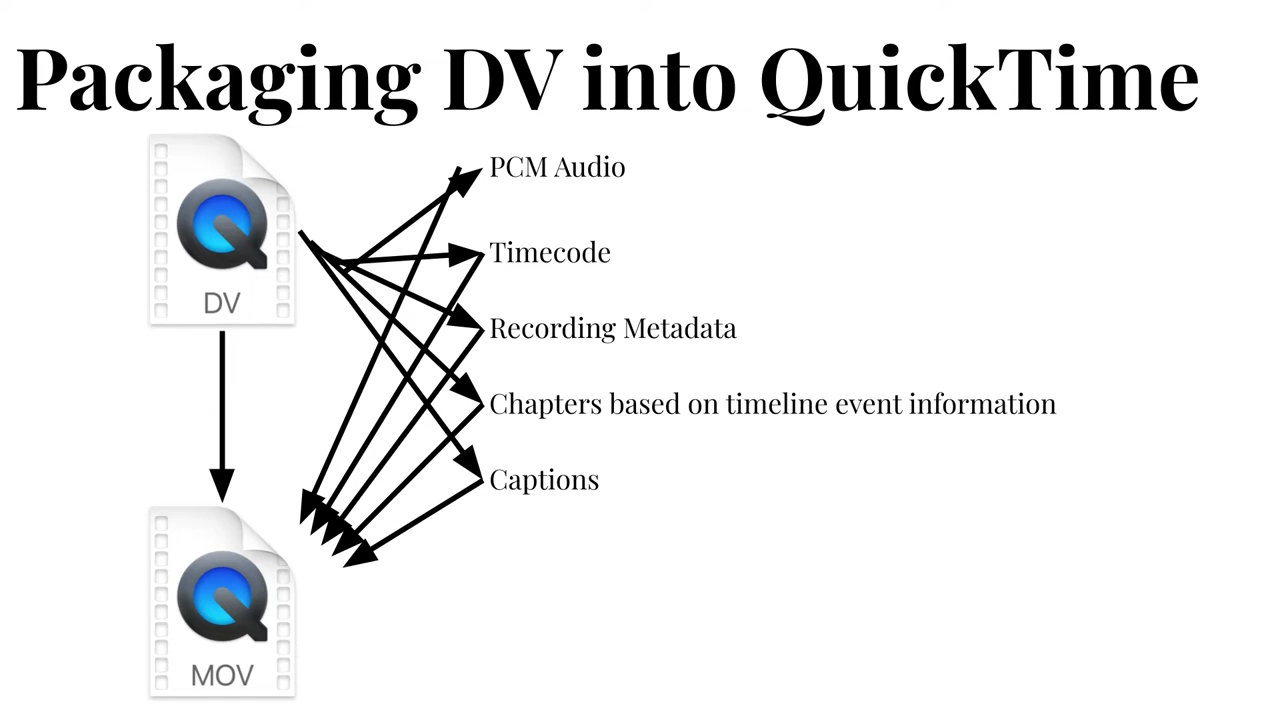 Packaging DV into QuickTime
PCM Audio
Timecode
DV
Recording Metadata
Chapters based on timeline event information
Captions
MOV